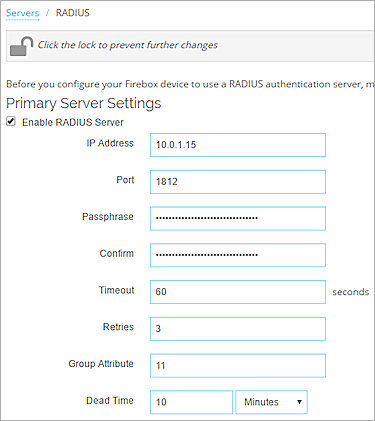 Servers / RADIUS
Click the lock to prevent further changes
Before you configure your Firebox device to use a RADIUS authentication server, m
Primary Server Settings
Enable RADIUS Server
IP Address 10.0.1.15
Port 1812
Passphrase ••••••••••••••••••••••••••••••••
Confirm ••••••••••••••••••••••••••••••••
Timeout 60 seconds
Retries 3
Group Attribute 11
Dead Time 10 Minutes